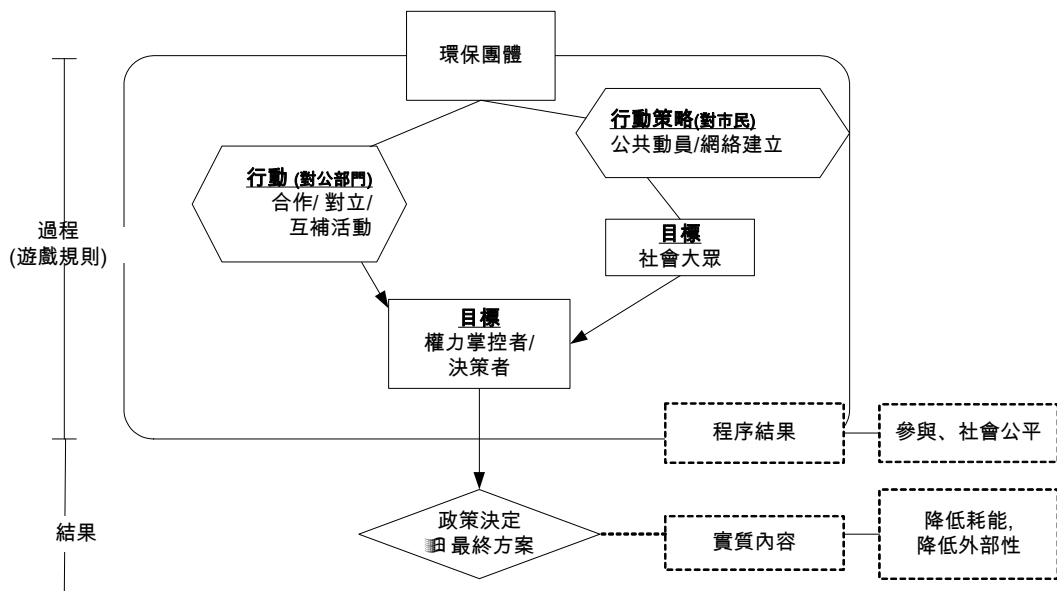 環保團體
行動策略(對市民)
公共動員/網絡建立
行動 (對公部門)
合作/ 對立/
互補活動
過程
(遊戲規則)
目標
社會大眾
目標
權力掌控者/
決策者
程序結果
參與、社會公平
結果
政策決定
最終方案
實質內容
降低耗能,
降低外部性